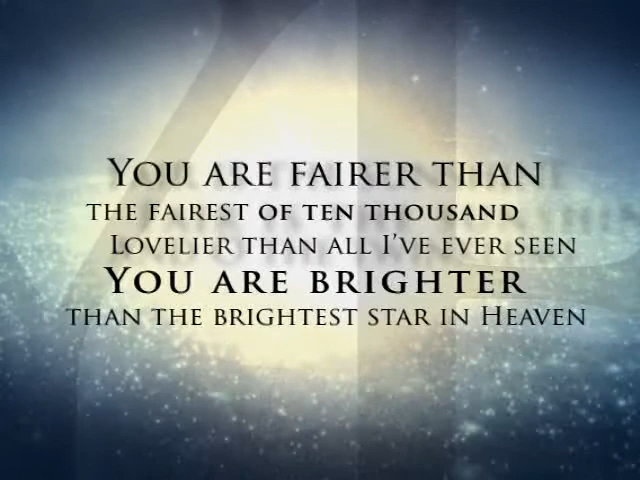 You are fairer than
the fairest of ten thousand
Lovelier than all I've ever seen
You are brighter
than the brightest star in Heaven